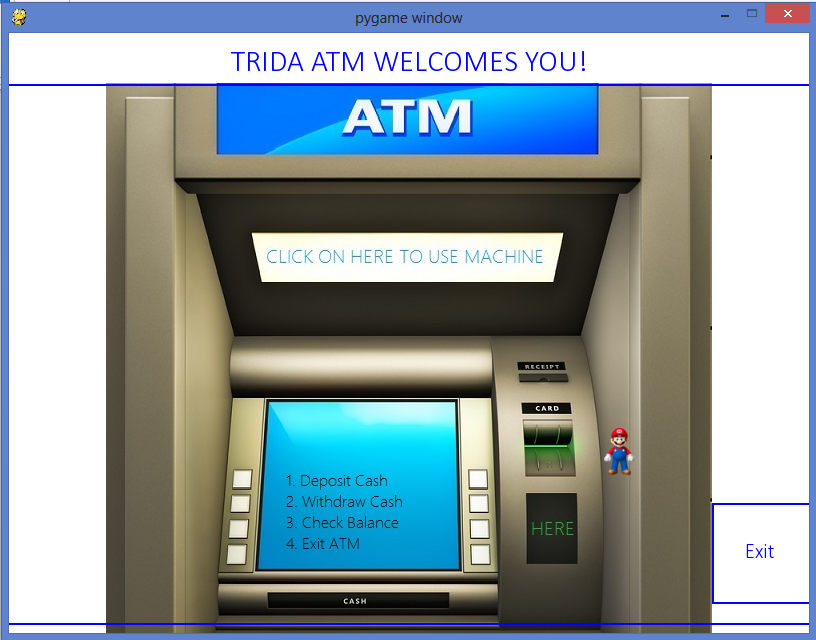 pygame window
TRIDA ATM WELCOMES YOU!
ATM
CLICK ON HERE TO USE MACHINE
RECEIPT
CARD
1. Deposit Cash
2. Withdraw Cash
3. Check Balance
4. Exit ATM
HERE
Exit
CASH